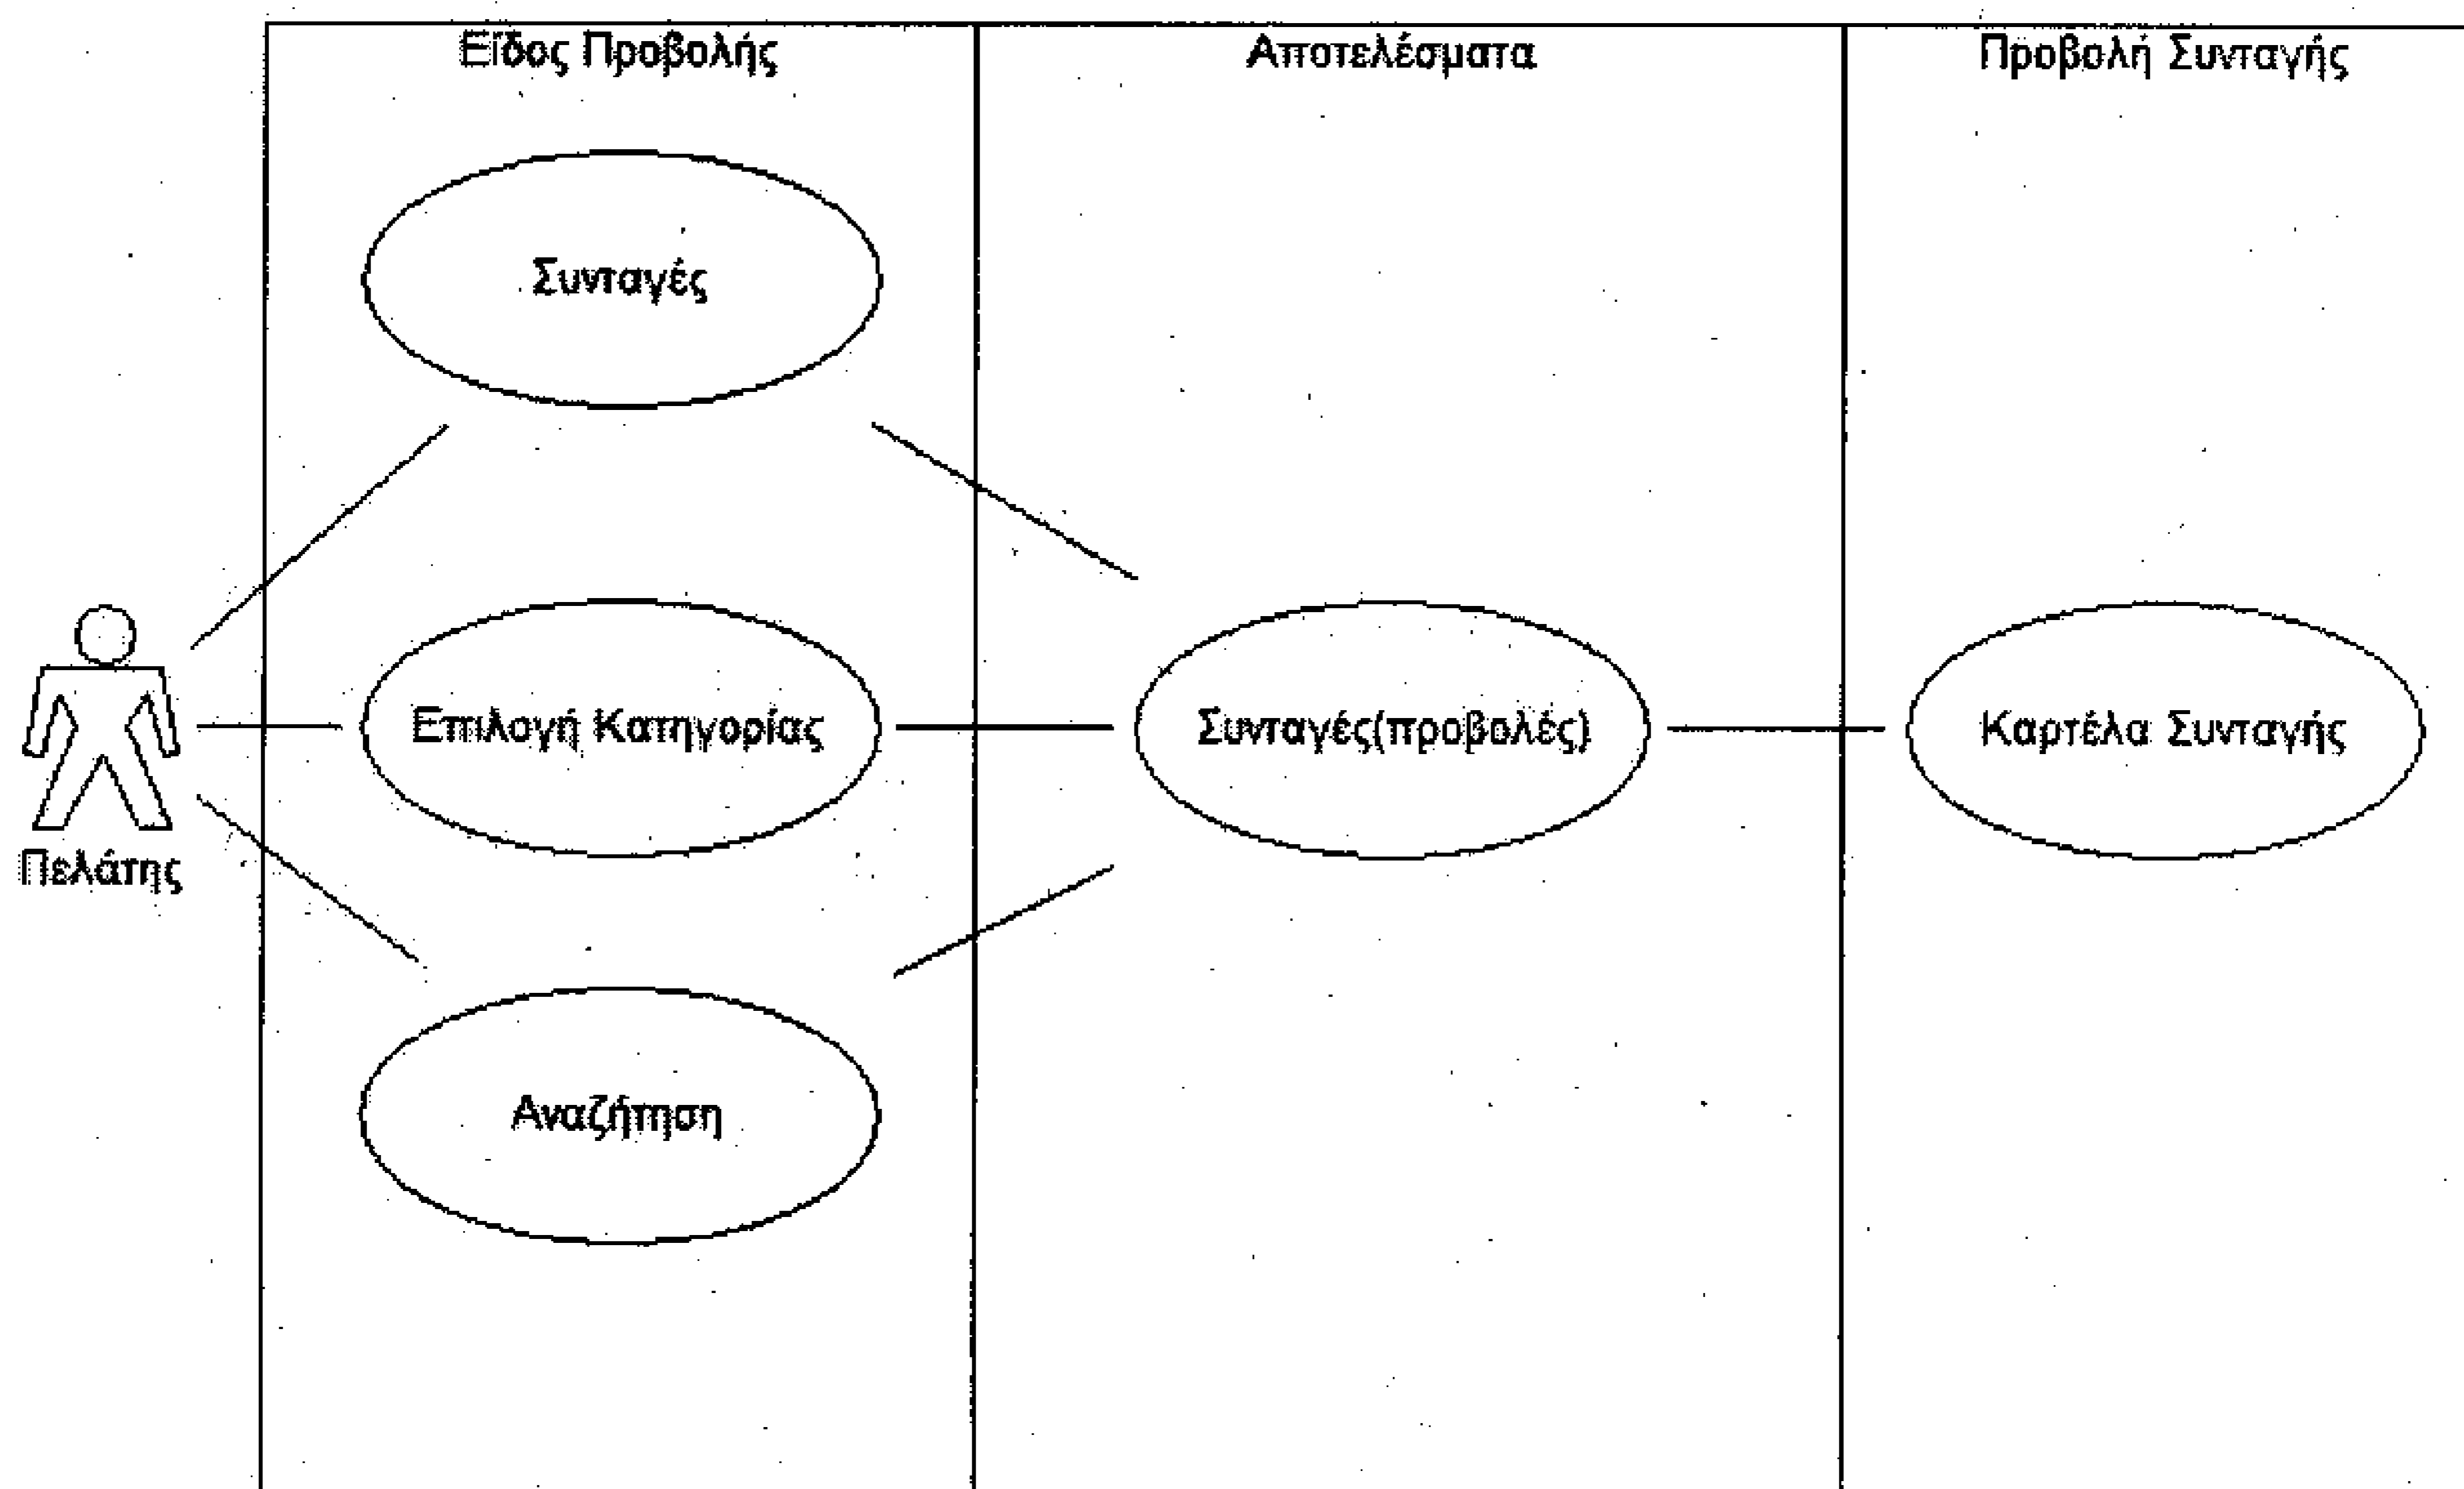 Είδος Προβολής
Αποτελέσματα
Προβολή Συνταγής
Συνταγές
Επιλογή Κατηγορίας
Συνταγές(προβολές)
Καρτέλα Συνταγής
Πελάτης
Αναζήτηση